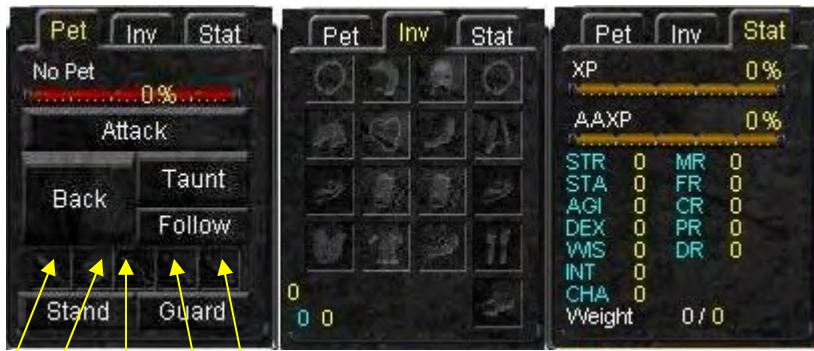 Pet Inv Stat
No Pet
0%
Attack
Back
Taunt
Follow
Stand Guard
Pet Inv Stat
0
0 0
Pet Inv Stat
XP 0%
AAXP 0%
STR 0 MR 0
STA 0 FR 0
AGI 0 CR 0
DEX 0 PR 0
WIS 0 DR 0
INT 0
CHA 0
Weight 0 / 0